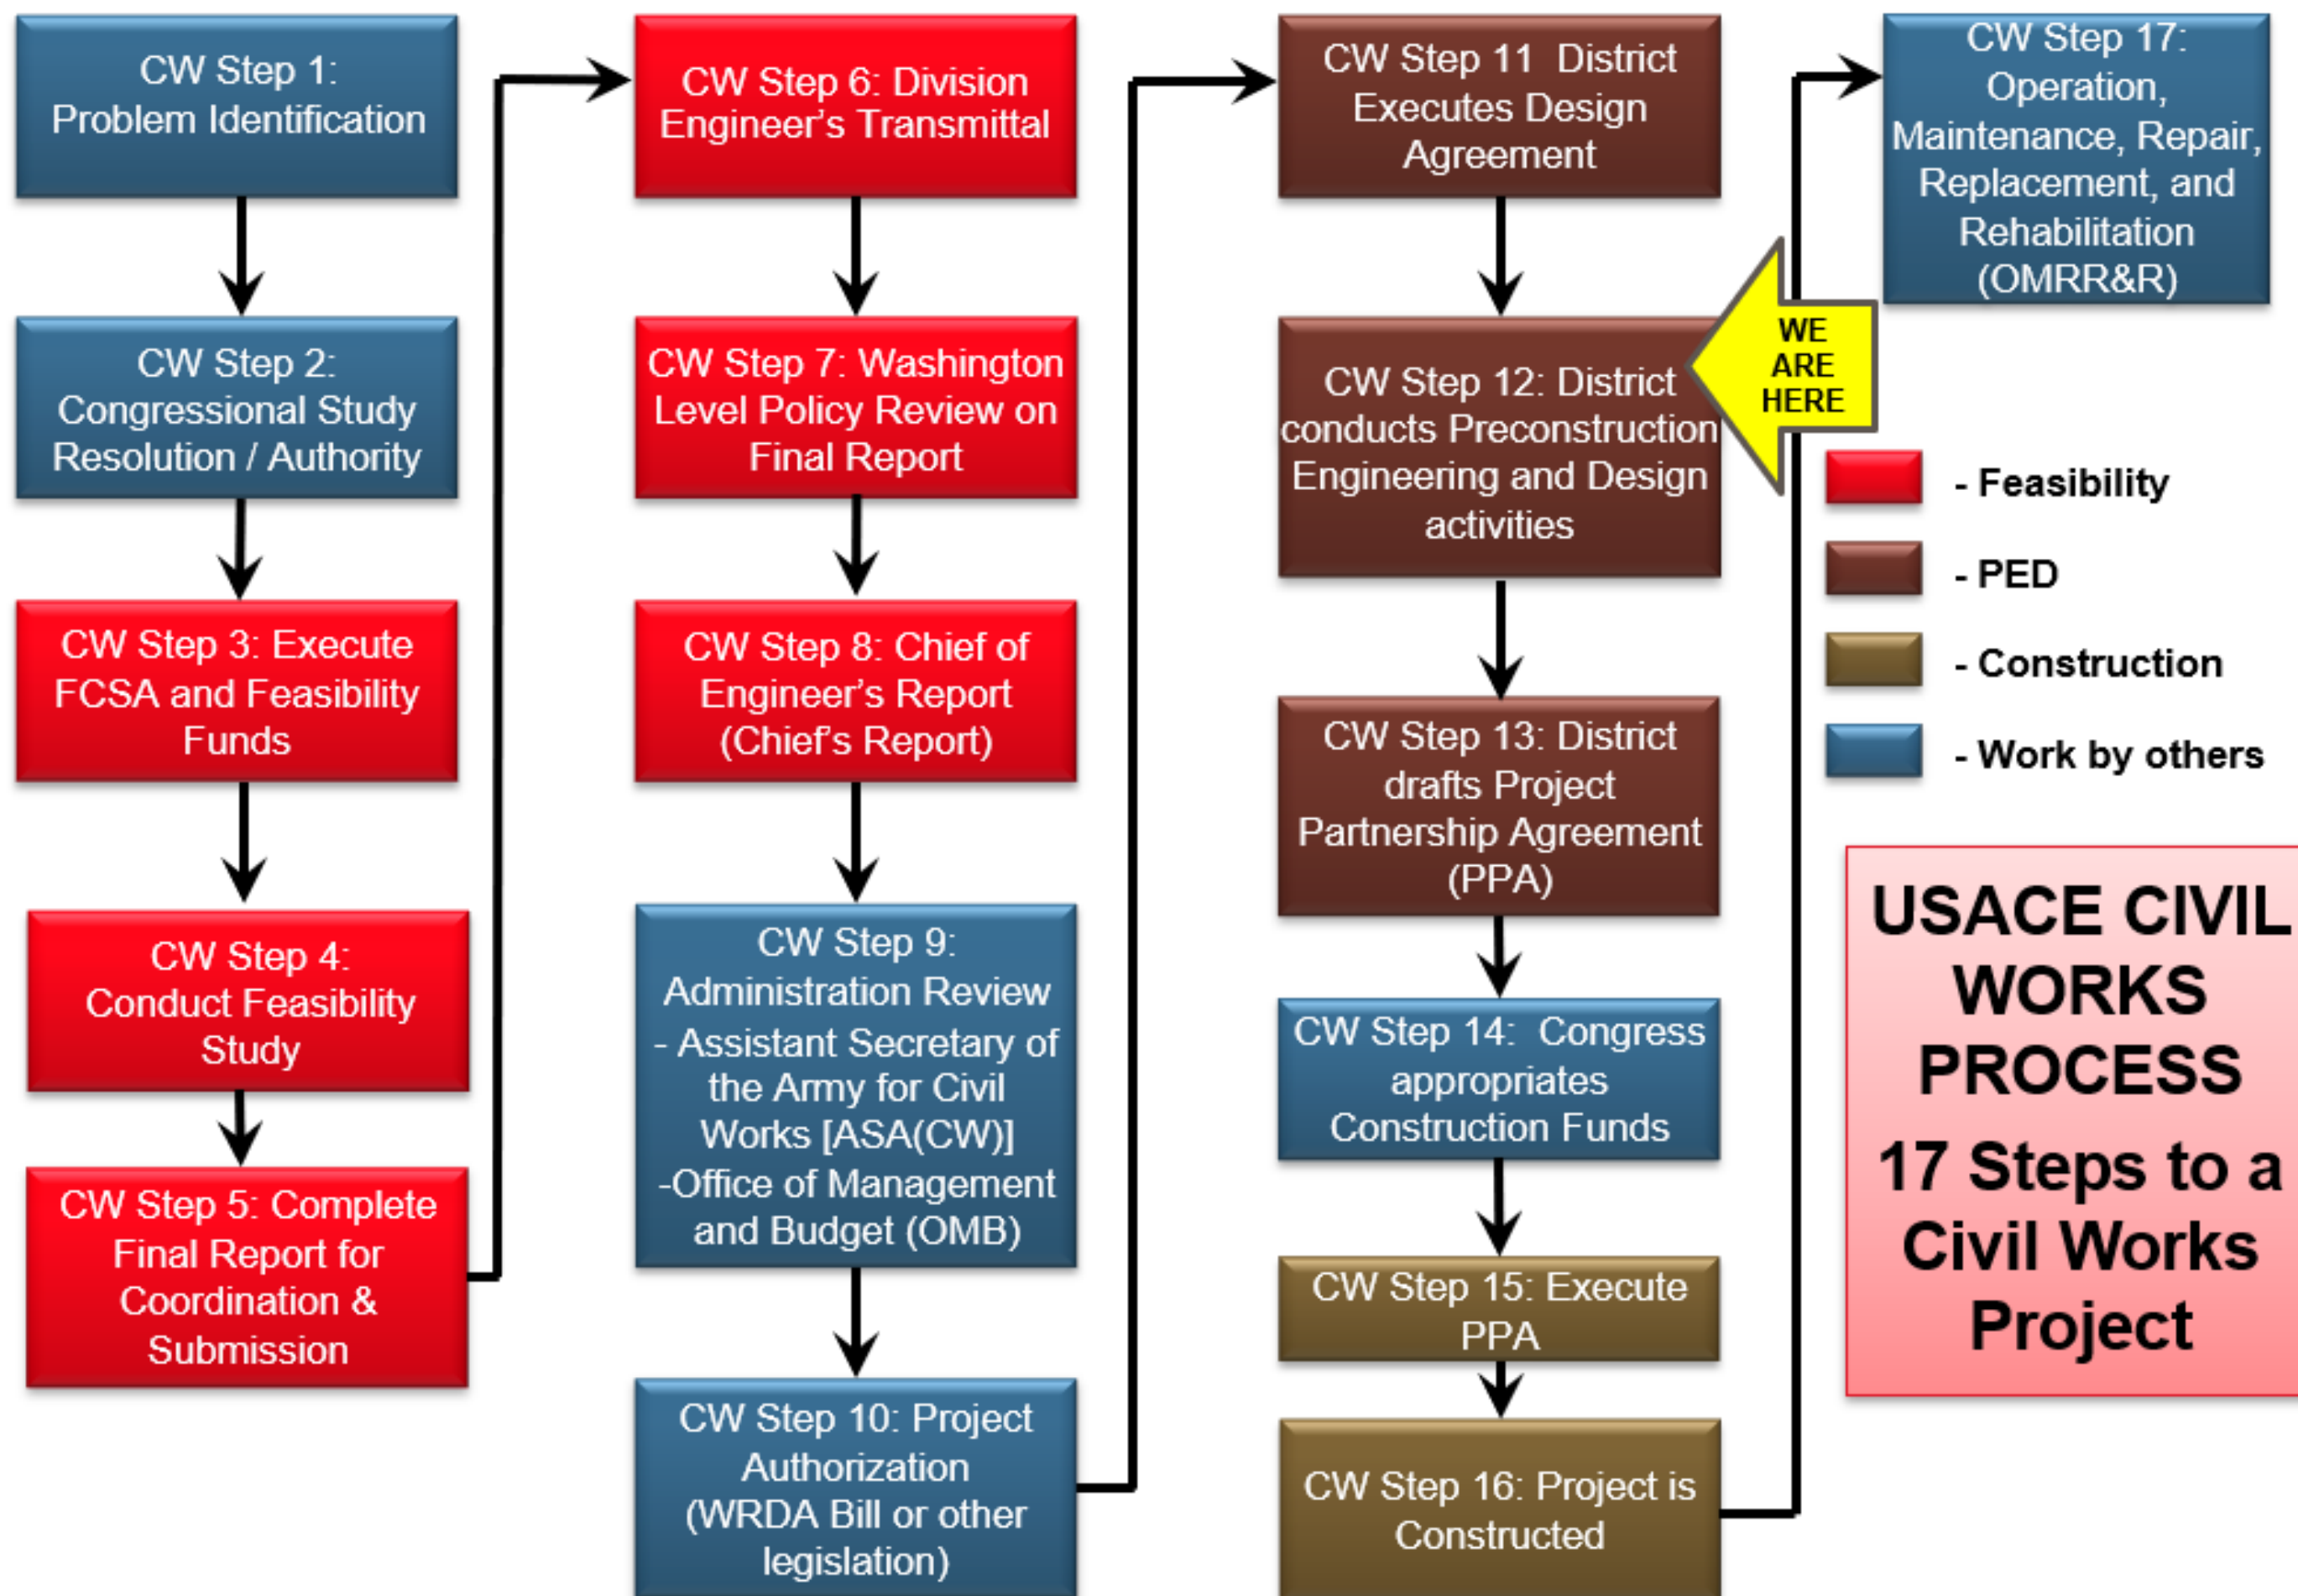 CW Step 1:
Problem Identification
CW Step 2:
Congressional Study
Resolution / Authority
CW Step 3: Execute
FCSA and Feasibility
Funds
CW Step 4:
Conduct Feasibility
Study
CW Step 5: Complete
Final Report for
Coordination &
Submission
CW Step 6: Division
Engineer’s Transmittal
CW Step 7: Washington
Level Policy Review on
Final Report
CW Step 8: Chief of
Engineer’s Report
(Chief’s Report)
CW Step 9:
Administration Review
- Assistant Secretary of
the Army for Civil
Works [ASA(CW)]
-Office of Management
and Budget (OMB)
CW Step 10: Project
Authorization
(WRDA Bill or other
legislation)
CW Step 11  District
Executes Design
Agreement
CW Step 12: District
conducts Preconstruction
Engineering and Design
activities
CW Step 13: District
drafts Project
Partnership Agreement
(PPA)
CW Step 14:  Congress
appropriates
Construction Funds
CW Step 15: Execute
PPA
CW Step 16: Project is
Constructed
CW Step 17:
Operation,
Maintenance, Repair,
Replacement, and
Rehabilitation
(OMRR&R)
WE
ARE
HERE
- Feasibility
- PED
- Construction
- Work by others
USACE CIVIL
WORKS
PROCESS
17 Steps to a
Civil Works
Project